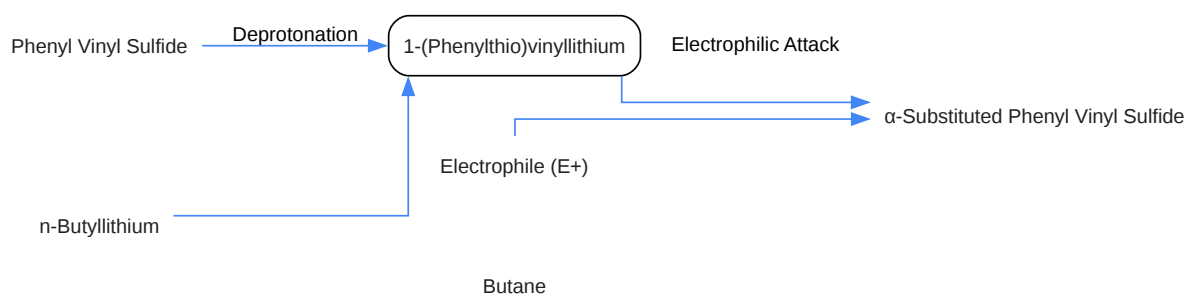 Phenyl Vinyl Sulfide
Deprotonation
1-(Phenylthio)vinyllithium
Electrophilic Attack
α-Substituted Phenyl Vinyl Sulfide
Electrophile (E+)
n-Butyllithium
Butane